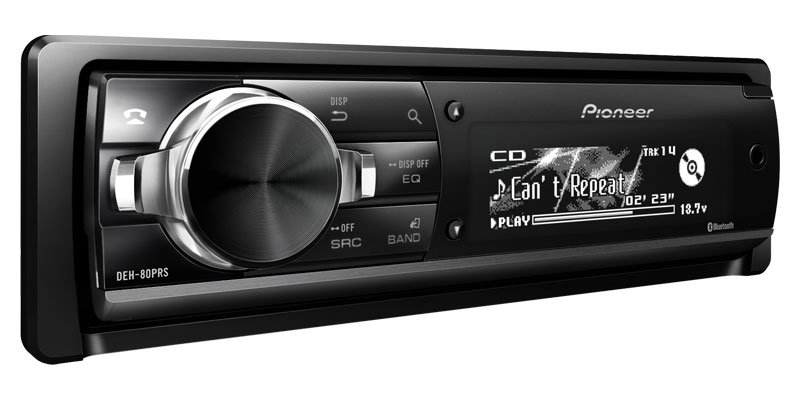 DISP
Pioneer
CD
TRK 14
DISP OFF
EQ
♪ Can't Repeat
02' 23"
▶PLAY
13.7v
OFF
SRC
BAND
Bluetooth
DEH-80PRS